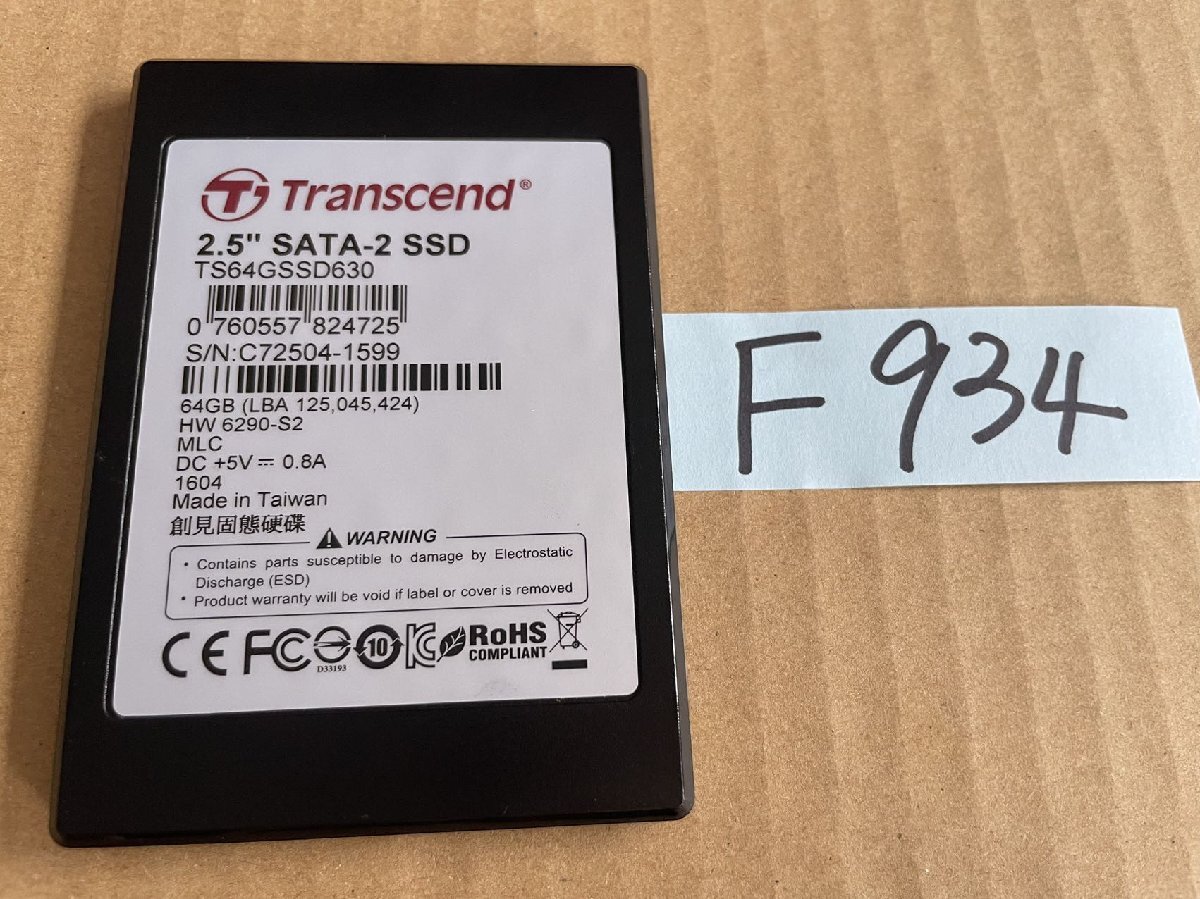 Transcend®
2.5" SATA-2 SSD
TS64GSSD630
0 760557 824725
S/N:C72504-1599
64GB (LBA 125,045,424)
HW 6290-S2
MLC
DC +5V ⎓ 0.8A
1604
Made in Taiwan
創見固態硬碟
WARNING
• Contains parts susceptible to damage by Electrostatic
Discharge (ESD)
• Product warranty will be void if label or cover is removed
CE FC D33193 10 RoHS
COMPLIANT
F 934